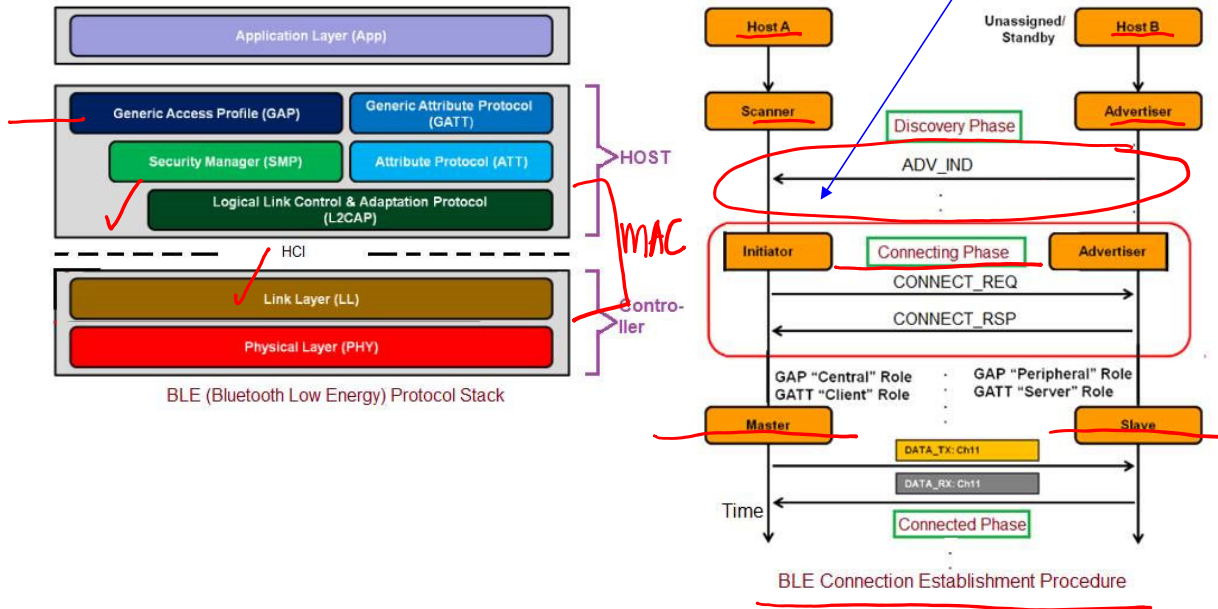 Application Layer (App)
Generic Access Profile (GAP)
Generic Attribute Protocol
(GATT)
Security Manager (SMP)
Attribute Protocol (ATT)
Logical Link Control & Adaptation Protocol
(L2CAP)
HOST
MAC
HCI
Link Layer (LL)
Physical Layer (PHY)
Contro-
ller
BLE (Bluetooth Low Energy) Protocol Stack
Host A
Unassigned/
Standby
Host B
Scanner
Discovery Phase
Advertiser
ADV_IND
Initiator
Connecting Phase
Advertiser
CONNECT_REQ
CONNECT_RSP
GAP “Central” Role
GATT “Client” Role
GAP “Peripheral” Role
GATT “Server” Role
Master
Slave
DATA_TX: Ch11
DATA_RX: Ch11
Time
Connected Phase
BLE Connection Establishment Procedure